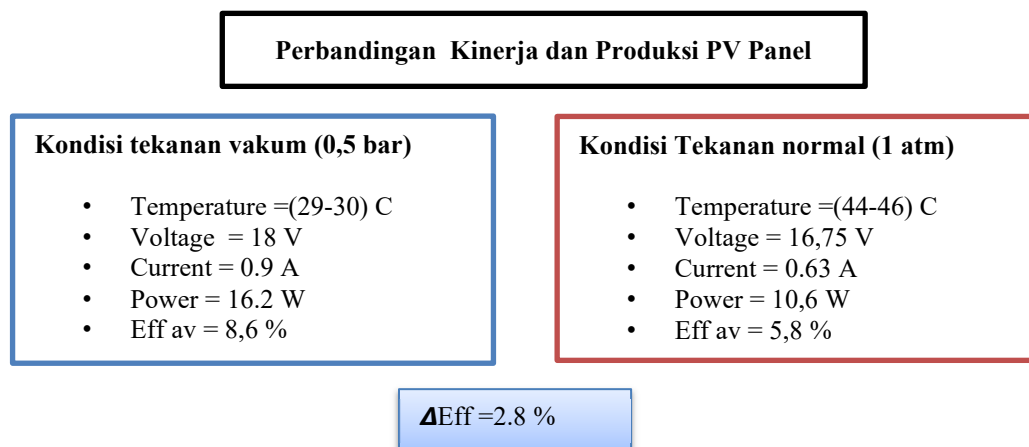 Perbandingan  Kinerja dan Produksi PV Panel
Kondisi tekanan vakum (0,5 bar)
• Temperature =(29-30) C
• Voltage  = 18 V
• Current = 0.9 A
• Power = 16.2 W
• Eff av = 8,6 %
Kondisi Tekanan normal (1 atm)
• Temperature =(44-46) C
• Voltage = 16,75 V
• Current = 0.63 A
• Power = 10,6 W
• Eff av = 5,8 %
ΔEff =2.8 %